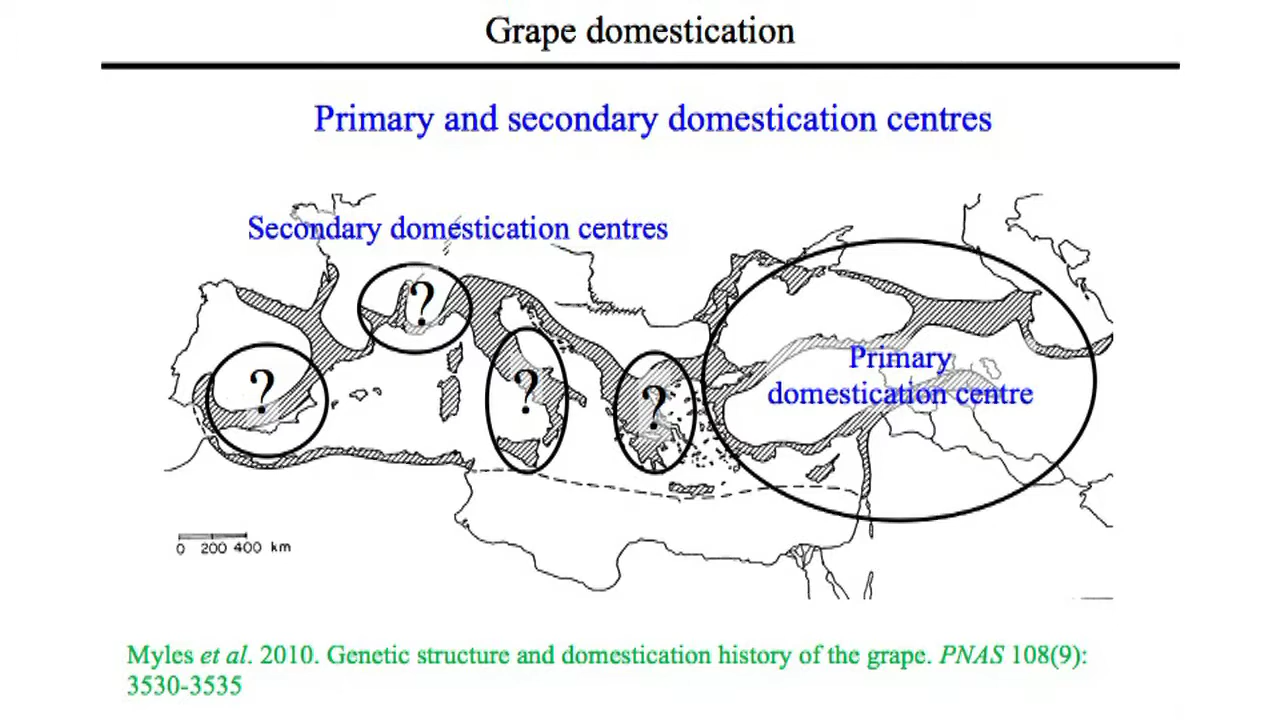 Grape domestication
Primary and secondary domestication centres
Secondary domestication centres
?
?
?
?
Primary
domestication centre
0 200 400 km
Myles et al. 2010. Genetic structure and domestication history of the grape. PNAS 108(9):
3530-3535